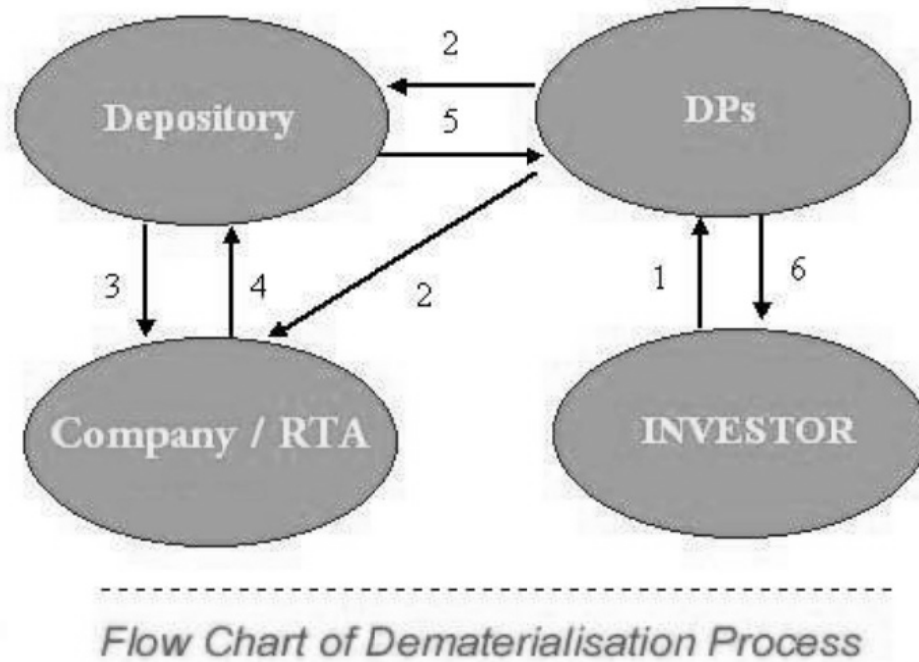 2
Depository
DPs
5
3
4
2
1
6
Company / RTA
INVESTOR
Flow Chart of Dematerialisation Process